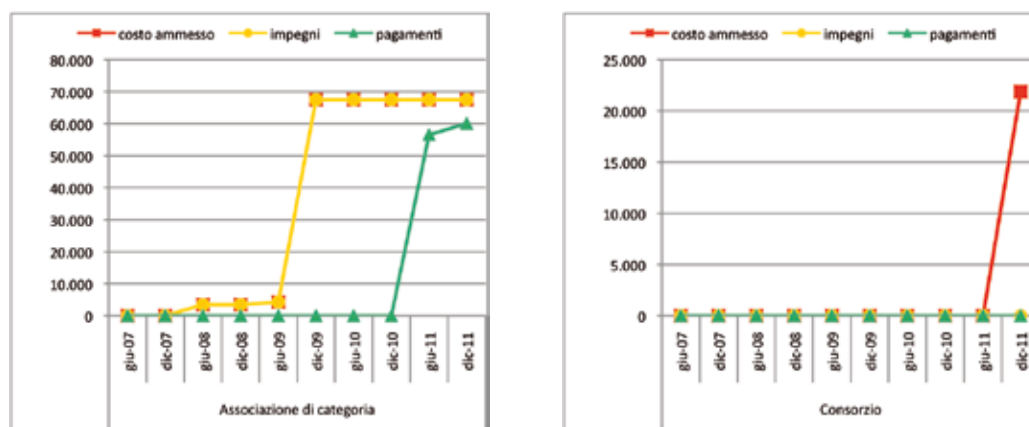 costo ammesso impegni pagamenti
80.000
70.000
60.000
50.000
40.000
30.000
20.000
10.000
0
giu-07
dic-07
giu-08
dic-08
giu-09
dic-09
giu-10
dic-10
giu-11
dic-11
Associazione di categoria
costo ammesso impegni pagamenti
25.000
20.000
15.000
10.000
5.000
0
giu-07
dic-07
giu-08
dic-08
giu-09
dic-09
giu-10
dic-10
giu-11
dic-11
Consorzio